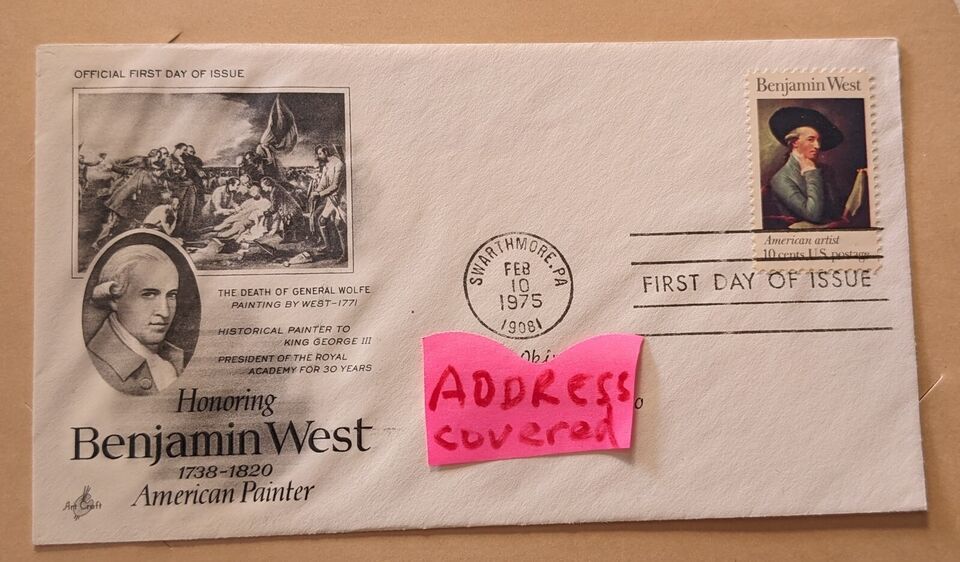 OFFICIAL FIRST DAY OF ISSUE
THE DEATH OF GENERAL WOLFE
PAINTING BY WEST-1771
HISTORICAL PAINTER TO
KING GEORGE III
PRESIDENT OF THE ROYAL
ACADEMY FOR 30 YEARS
Honoring
Benjamin West
1738-1820
American Painter
Art Craft
SWARTHMORE, PA
FEB
10
1975
19081
Benjamin West
American artist
10 cents U.S. postage
FIRST DAY OF ISSUE
ADDRESS
covered